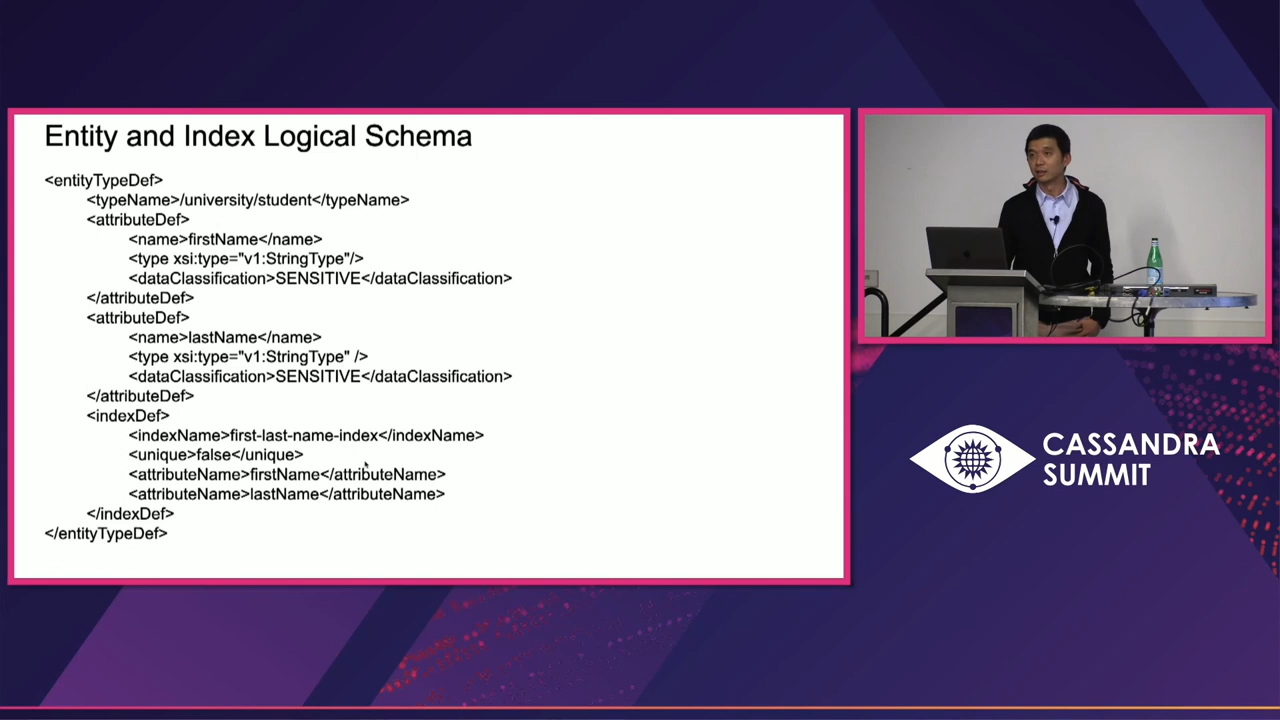 Entity and Index Logical Schema
<entityTypeDef>
<typeName>/university/student</typeName>
<attributeDef>
<name>firstName</name>
<type xsi:type="v1:StringType"/>
<dataClassification>SENSITIVE</dataClassification>
</attributeDef>
<attributeDef>
<name>lastName</name>
<type xsi:type="v1:StringType" />
<dataClassification>SENSITIVE</dataClassification>
</attributeDef>
<indexDef>
<indexName>first-last-name-index</indexName>
<unique>false</unique>
<attributeName>firstName</attributeName>
<attributeName>lastName</attributeName>
</indexDef>
</entityTypeDef>
CASSANDRA
SUMMIT